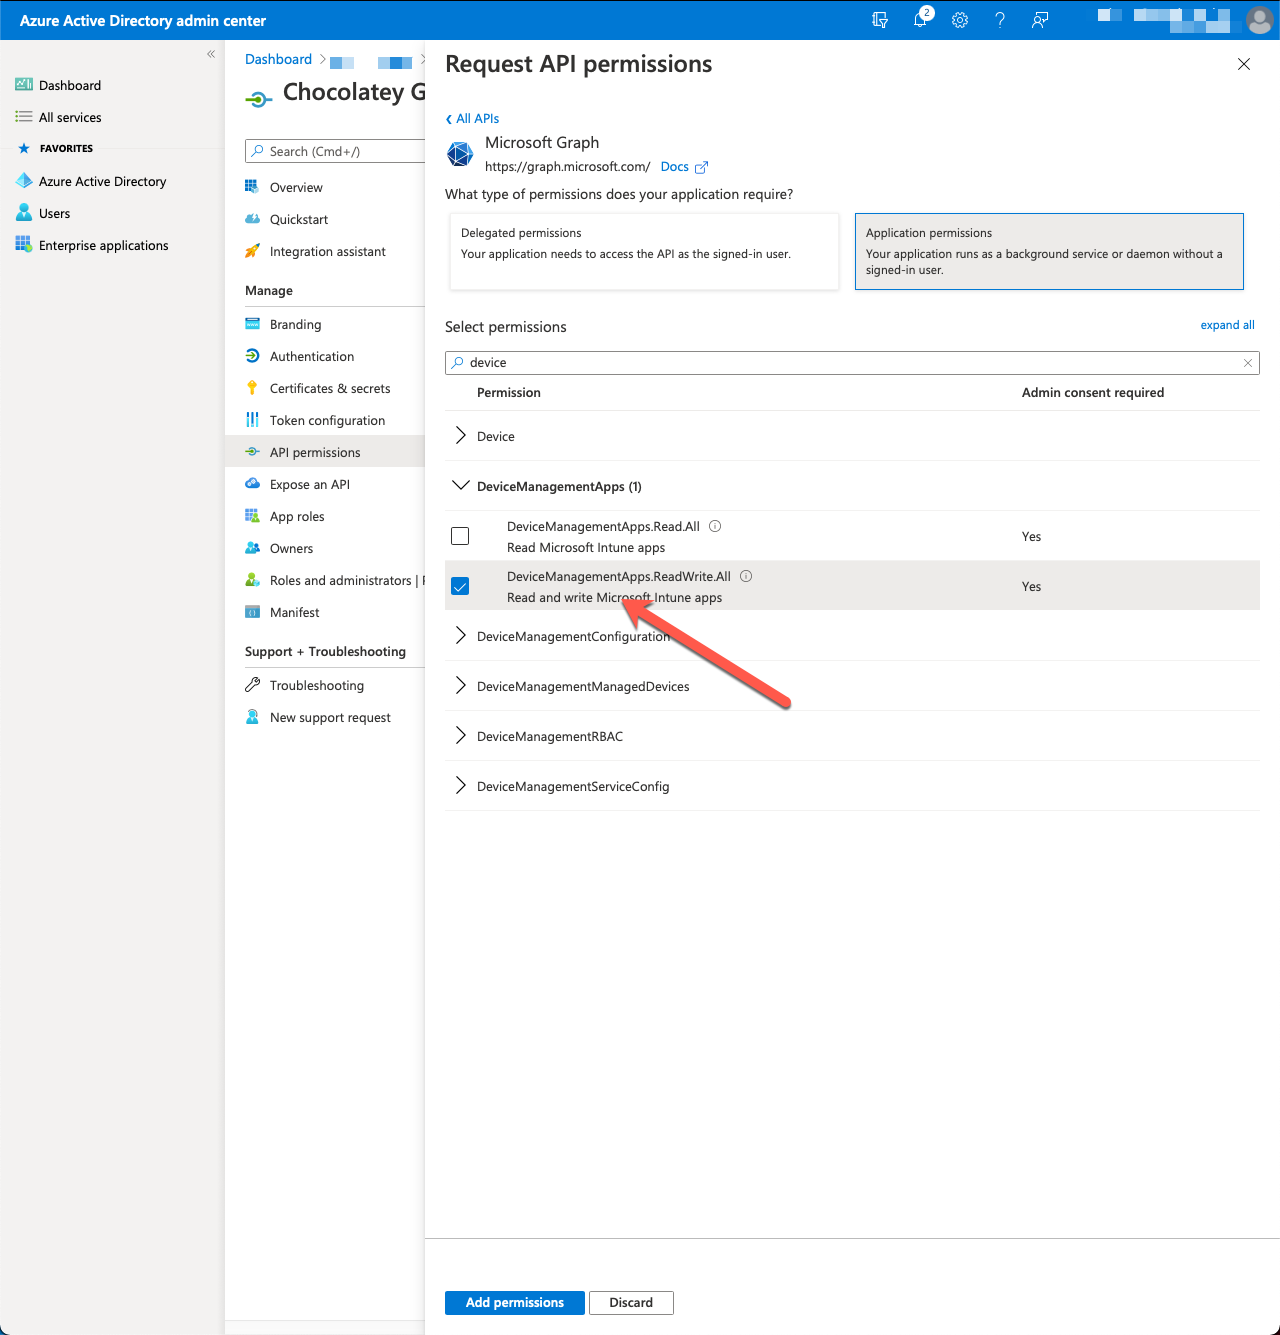 Azure Active Directory admin center
2
Dashboard
All services
FAVORITES
Azure Active Directory
Users
Enterprise applications
Dashboard
Chocolatey G
Search (Cmd+/)
Overview
Quickstart
Integration assistant
Manage
Branding
Authentication
Certificates & secrets
Token configuration
API permissions
Expose an API
App roles
Owners
Roles and administrators |
Manifest
Support + Troubleshooting
Troubleshooting
New support request
Request API permissions
All APIs
Microsoft Graph
https://graph.microsoft.com/ Docs
What type of permissions does your application require?
Delegated permissions
Your application needs to access the API as the signed-in user.
Application permissions
Your application runs as a background service or daemon without a
signed-in user.
Select permissions
expand all
device
Permission Admin consent required
Device
DeviceManagementApps (1)
DeviceManagementApps.Read.All
Read Microsoft Intune apps
Yes
DeviceManagementApps.ReadWrite.All
Read and write Microsoft Intune apps
Yes
DeviceManagementConfiguration
DeviceManagementManagedDevices
DeviceManagementRBAC
DeviceManagementServiceConfig
Add permissions
Discard